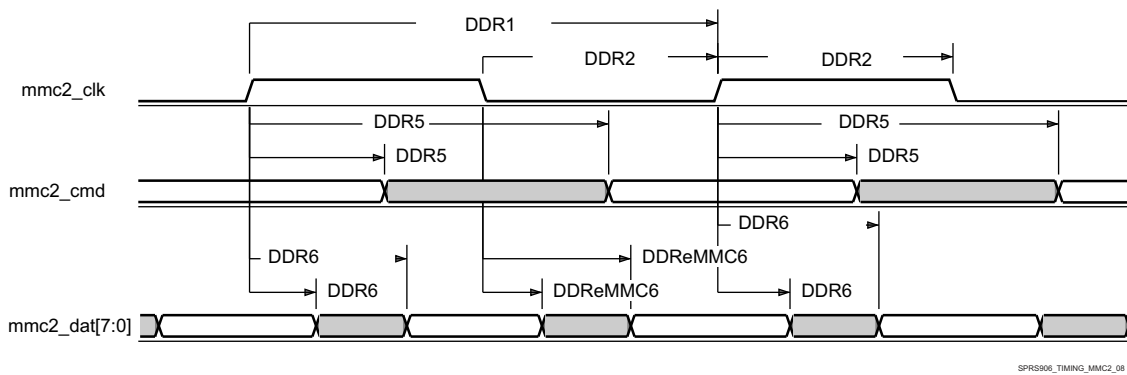 DDR1
DDR2 DDR2
mmc2_clk
DDR5 DDR5
DDR5 DDR5
mmc2_cmd
DDR6
DDR6 DDReMMC6
DDR6 DDReMMC6 DDR6
mmc2_dat[7:0]
SPRS906_TIMING_MMC2_08